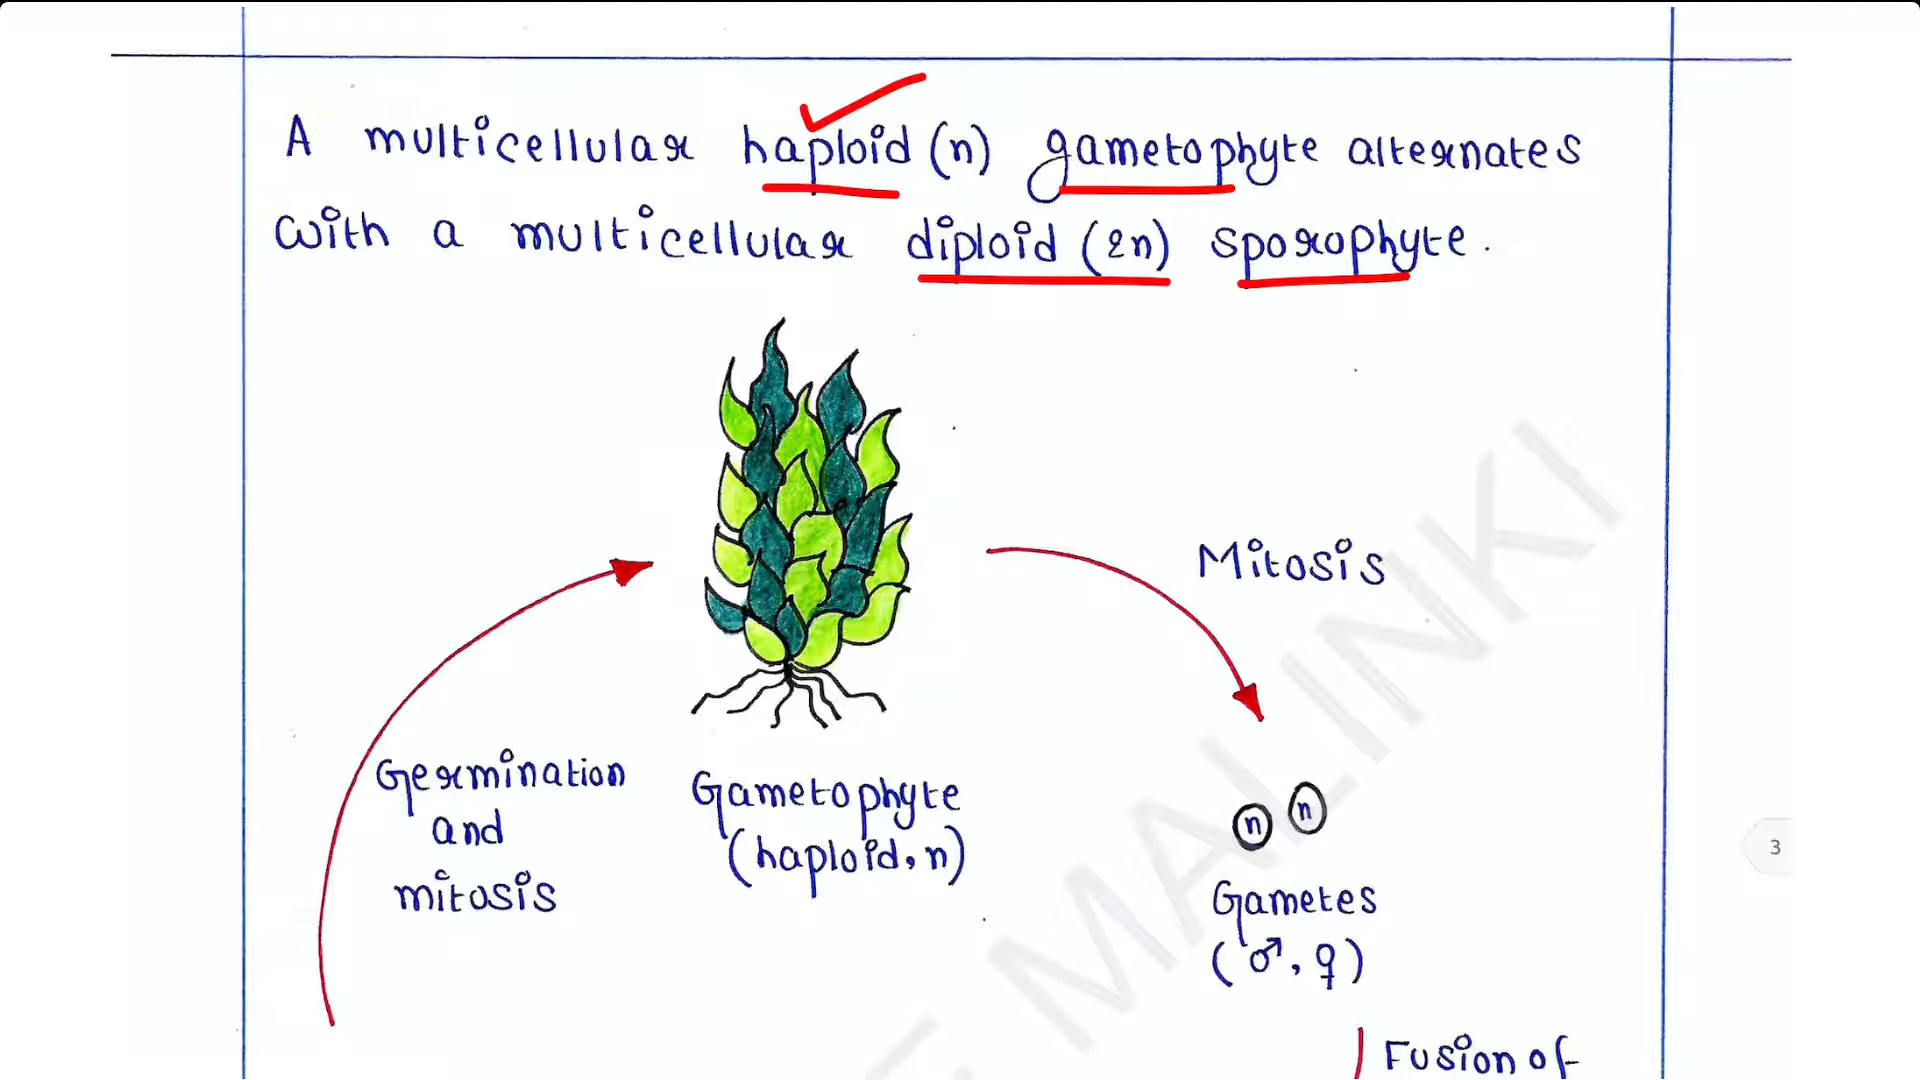 A multicellular haploid (n) gametophyte alternates
with a multicellular diploid (2n) sporophyte.
Mitosis
Germination
and
mitosis
Gametophyte
(haploid, n)
n n
Gametes
(♂, ♀)
3
Fusion of
MALINKI